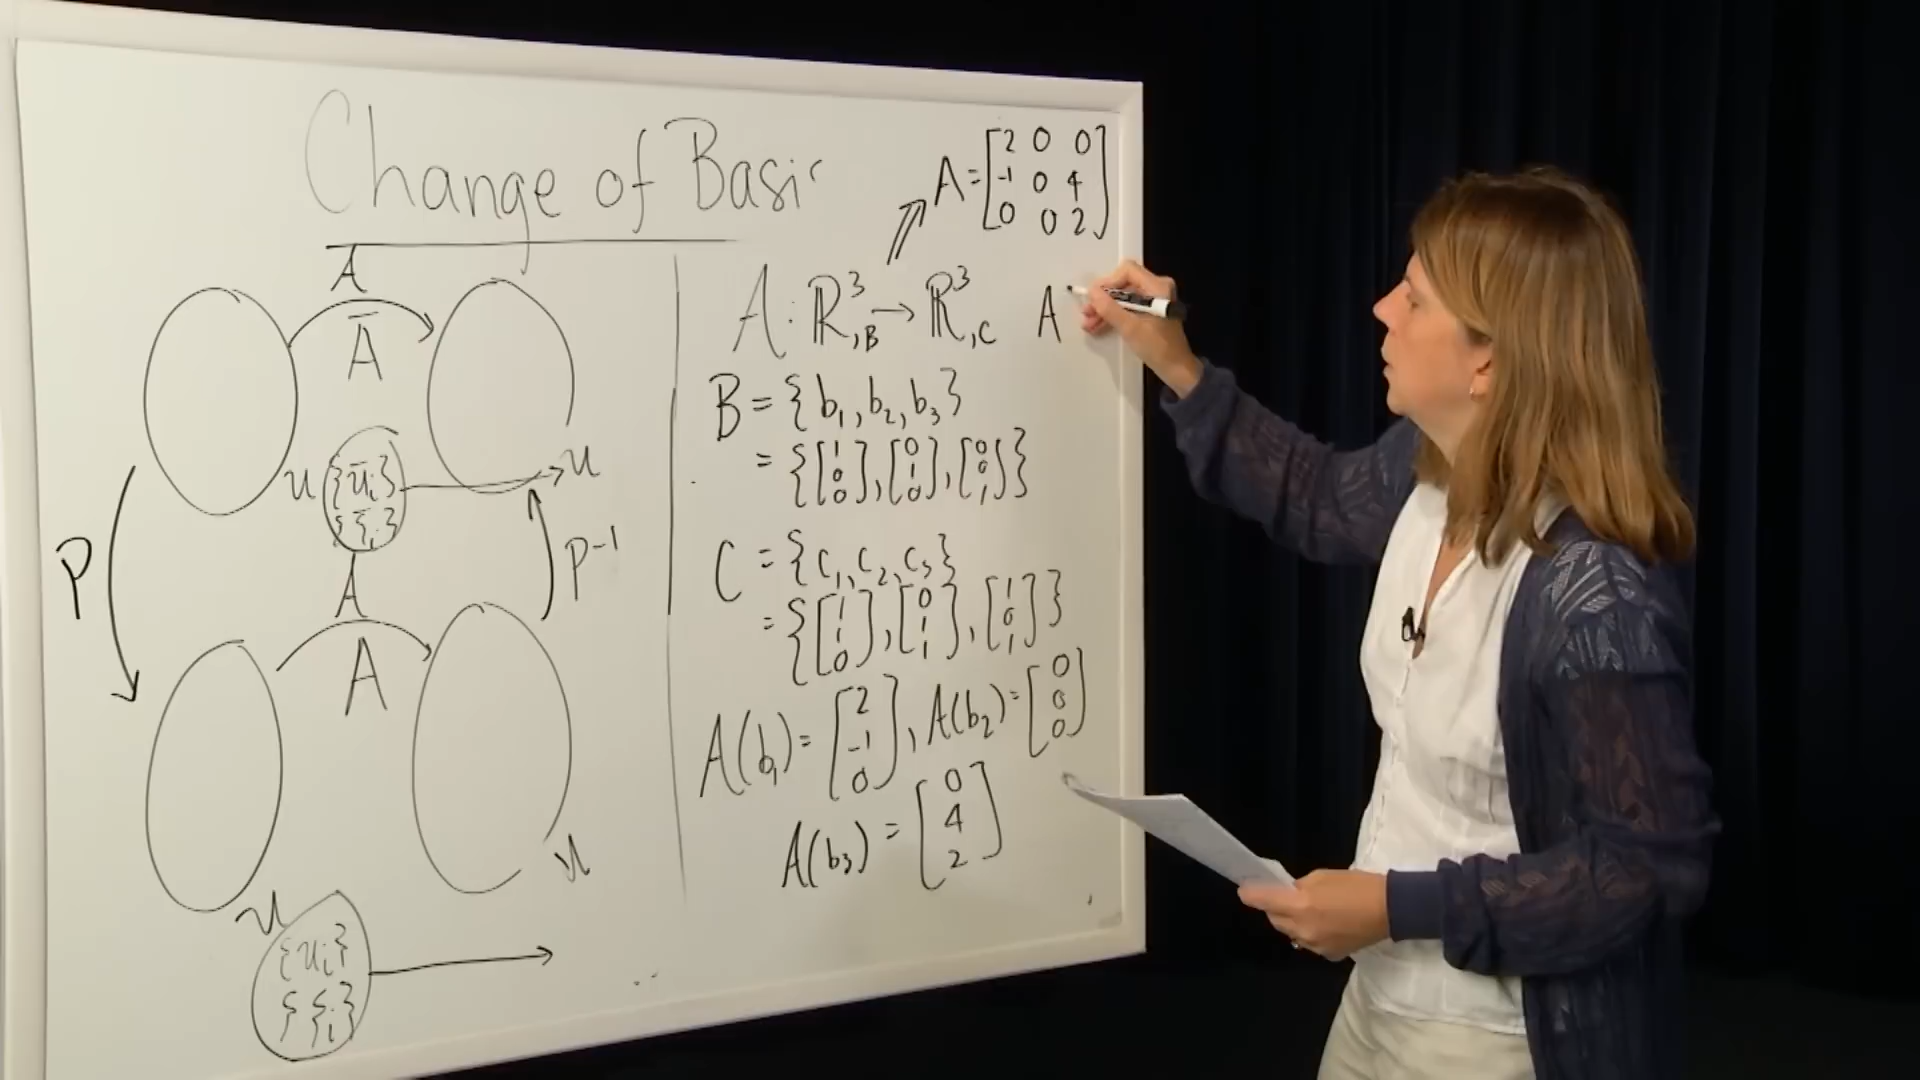 Change of Basis
A
Ā
u {ūᵢ} → u
{ξ̄ᵢ}
P
P⁻¹
A
A
u
u
{uᵢ}
{ξᵢ}
A = [2 0 0
-1 0 4
0 0 2]
A : ℝ³,B → ℝ³,C
A
B = {b₁, b₂, b₃}
= {[1 0 0], [0 1 0], [0 0 1]}
C = {c₁, c₂, c₃}
= {[1 1 0], [0 1 1], [1 0 1]}
A(b₁) = [2 -1 0], A(b₂) = [0 0 0]
A(b₃) = [0 4 2]